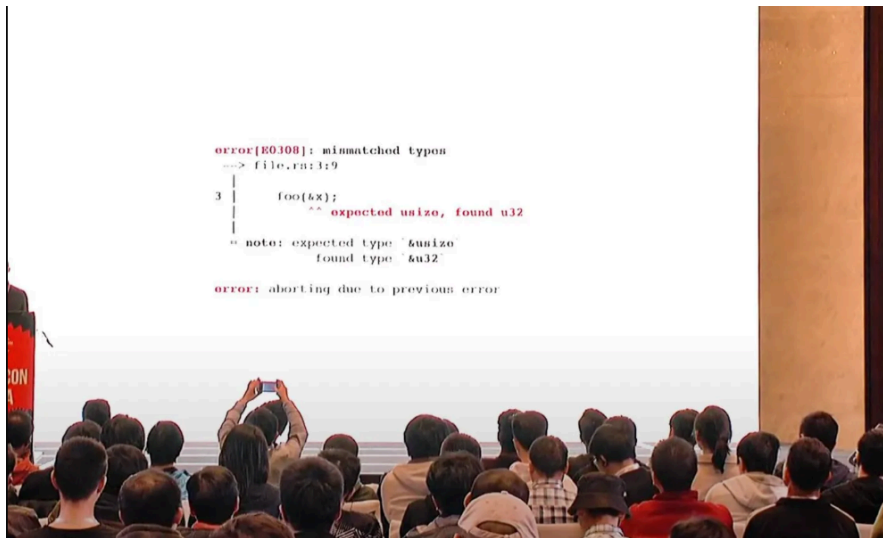 error[E0308]: mismatched types
--> file.rs:3:9
|
3 | foo(&x);
| ^^ expected usize, found u32
|
= note: expected type `&usize`
found type `&u32`
error: aborting due to previous error
CON
A